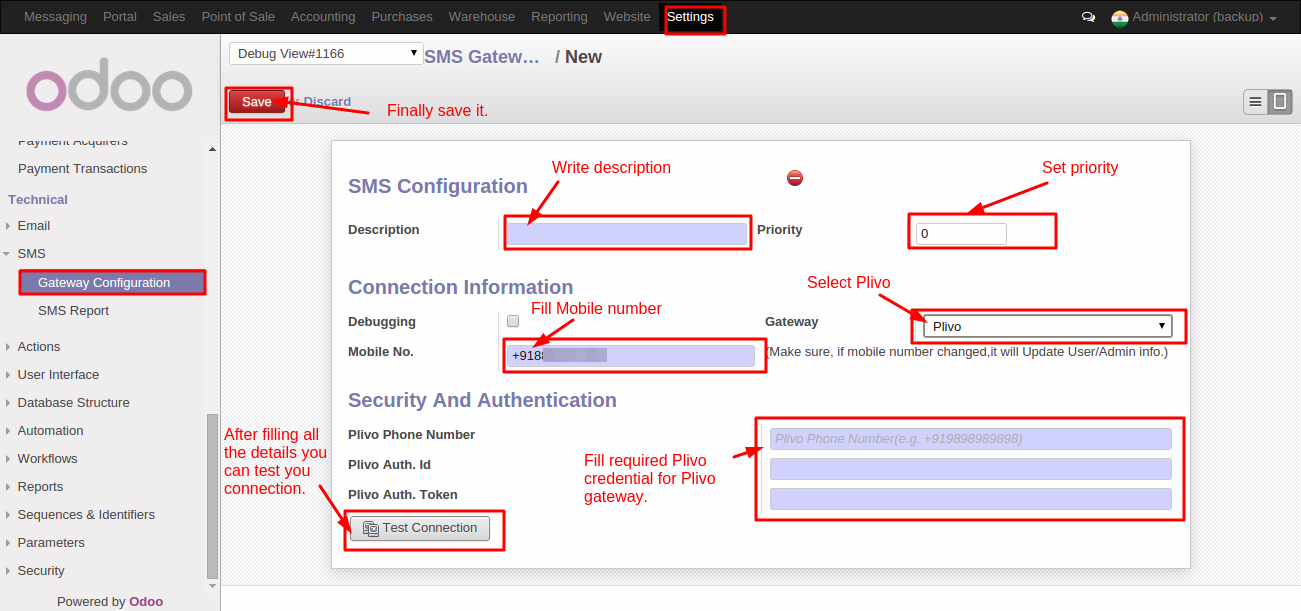 Messaging Portal Sales Point of Sale Accounting Purchases Warehouse Reporting Website Settings Administrator (backup)
odoo
Debug View#1166 SMS Gatew... / New
Save Discard
Finally save it.
Payment Acquirers
Payment Transactions
Technical
Email
SMS
Gateway Configuration
SMS Report
Actions
User Interface
Database Structure
Automation
Workflows
Reports
Sequences & Identifiers
Parameters
Security
Powered by Odoo
Write description
Set priority
SMS Configuration
Description Priority 0
Select Plivo
Connection Information
Fill Mobile number
Debugging Gateway Plivo
Mobile No. +918 (Make sure, if mobile number changed,it will Update User/Admin info.)
Security And Authentication
Plivo Phone Number Plivo Phone Number(e.g. +919898989898)
Plivo Auth. Id
Plivo Auth. Token
Fill required Plivo
credential for Plivo
gateway.
After filling all
the details you
can test you
connection.
Test Connection